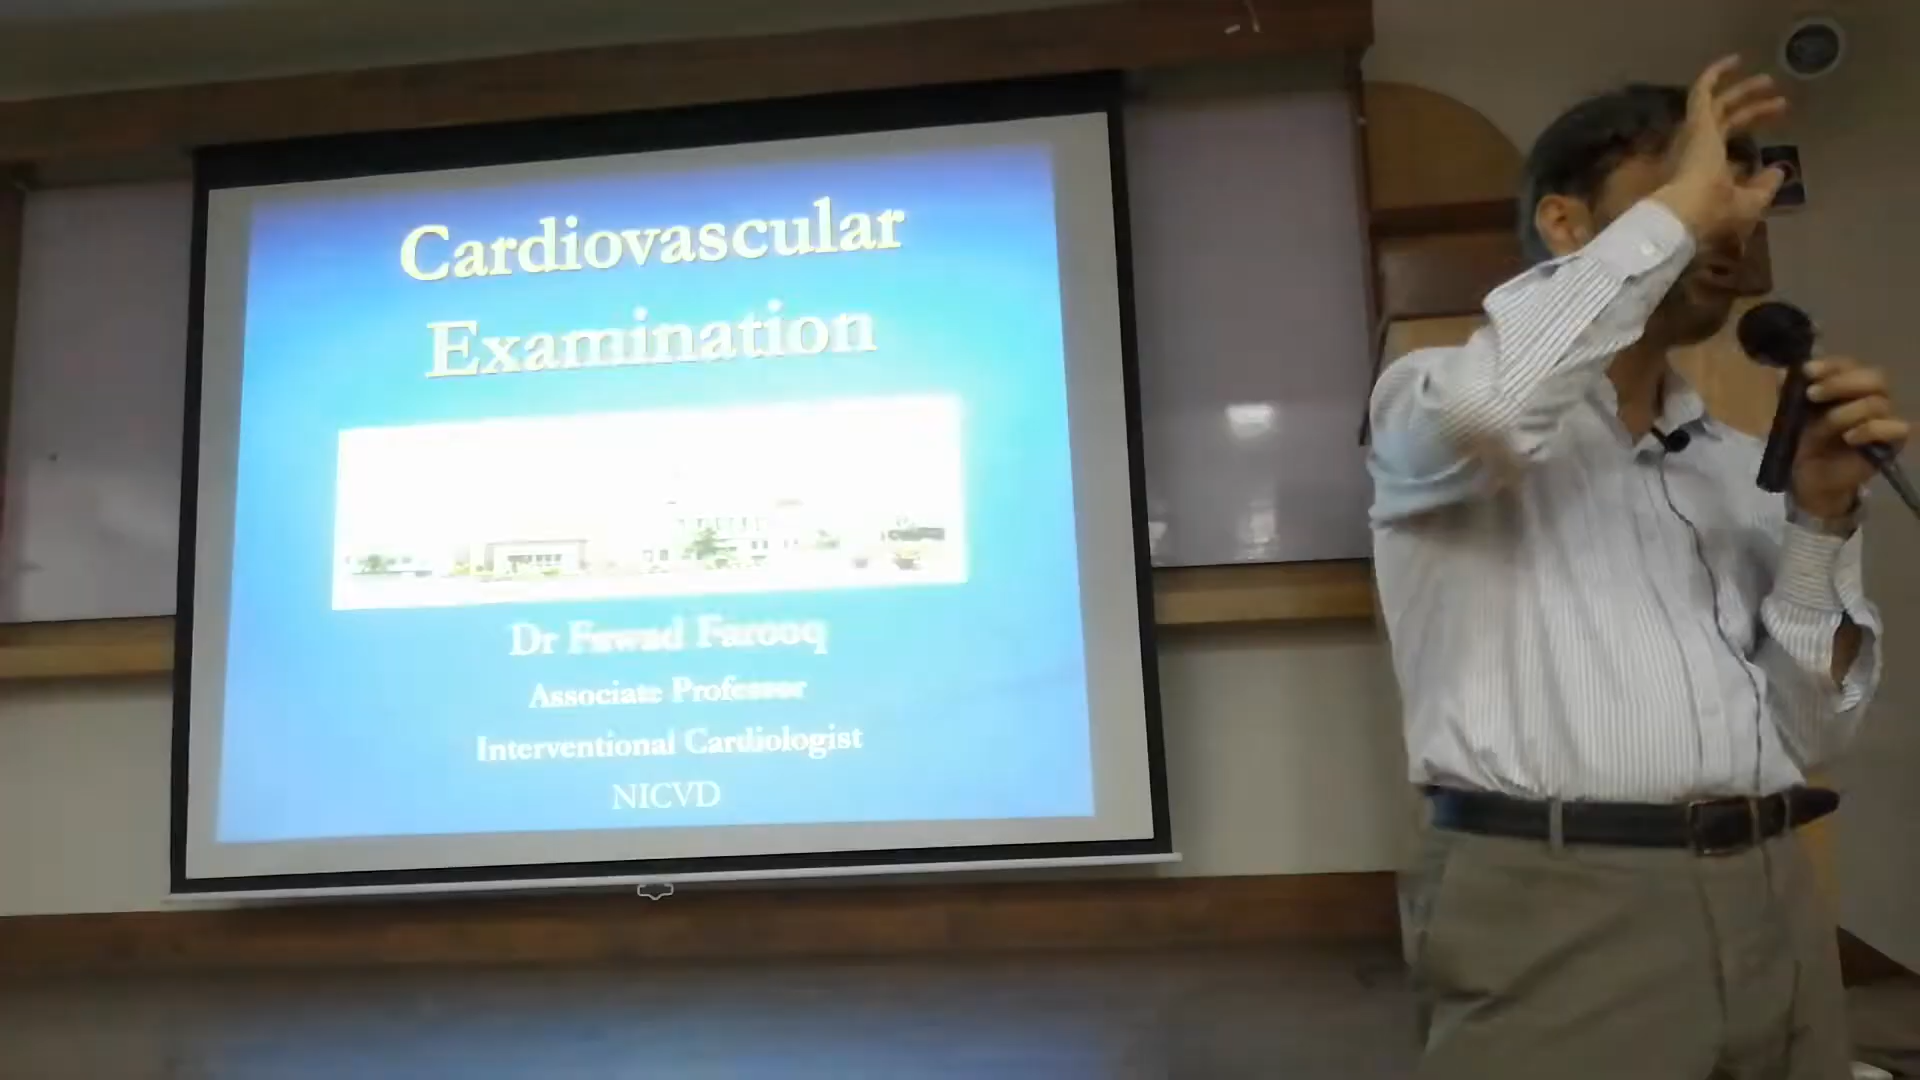 Cardiovascular
Examination
Dr Fawad Farooq
Associate Professor
Interventional Cardiologist
NICVD